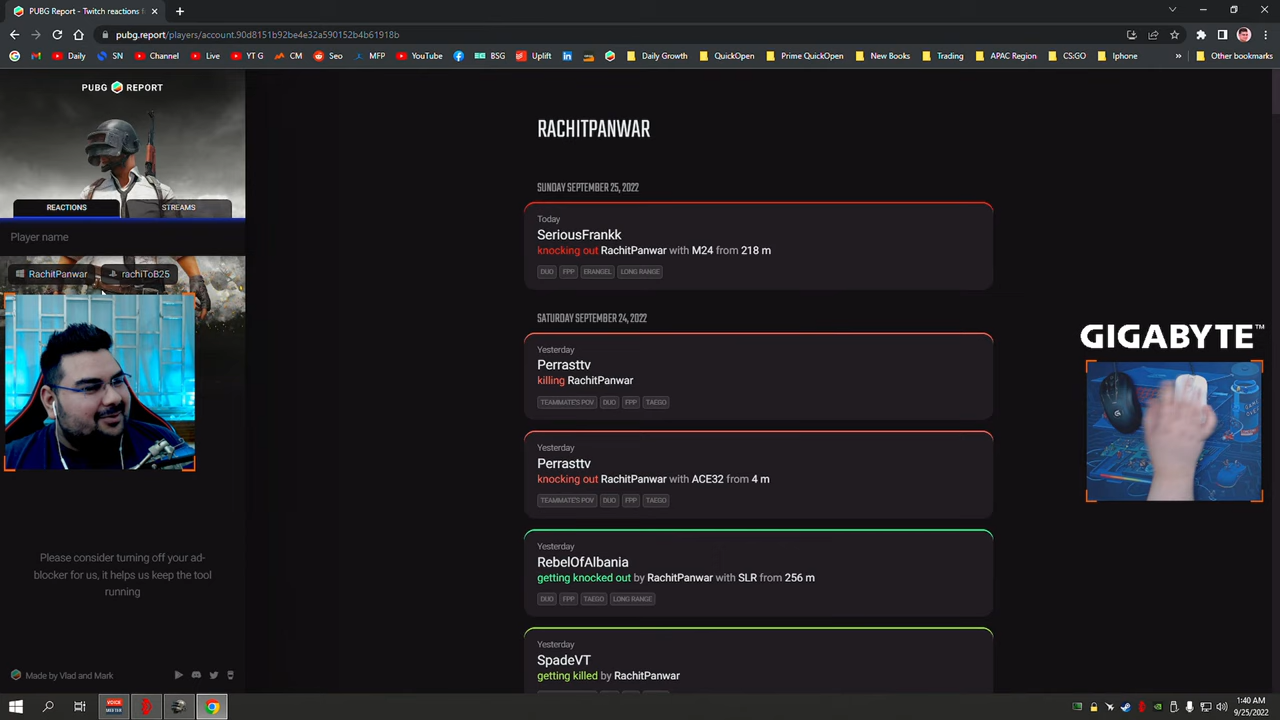 PUBG Report - Twitch reactions f
pubg.report/players/account.90d8151b92be4e32a590152b4b61918b
Daily
SN
Channel
Live
YT G
AM
Seo
MFP
YouTube
BSG
Uplift
Daily Growth
QuickOpen
Prime QuickOpen
New Books
Trading
APAC Region
CS:GO
Iphone
»
Other bookmarks
PUBG REPORT
REACTIONS
STREAMS
Player name
RachitPanwar
rachiToB25
Please consider turning off your ad-
blocker for us, it helps us keep the tool
running
Made by Vlad and Mark
RACHITPANWAR
SUNDAY SEPTEMBER 25, 2022
Today
SeriousFrankk
knocking out RachitPanwar with M24 from 218 m
DUO FPP ERANGEL LONG RANGE
SATURDAY SEPTEMBER 24, 2022
Yesterday
Perrasttv
killing RachitPanwar
TEAMMATE'S POV DUO FPP TAEGO
Yesterday
Perrasttv
knocking out RachitPanwar with ACE32 from 4 m
TEAMMATE'S POV DUO FPP TAEGO
Yesterday
RebelOfAlbania
getting knocked out by RachitPanwar with SLR from 256 m
DUO FPP TAEGO LONG RANGE
Yesterday
SpadeVT
getting killed by RachitPanwar
GIGABYTE™
VOICE
MEETER
1:40 AM
9/25/2022